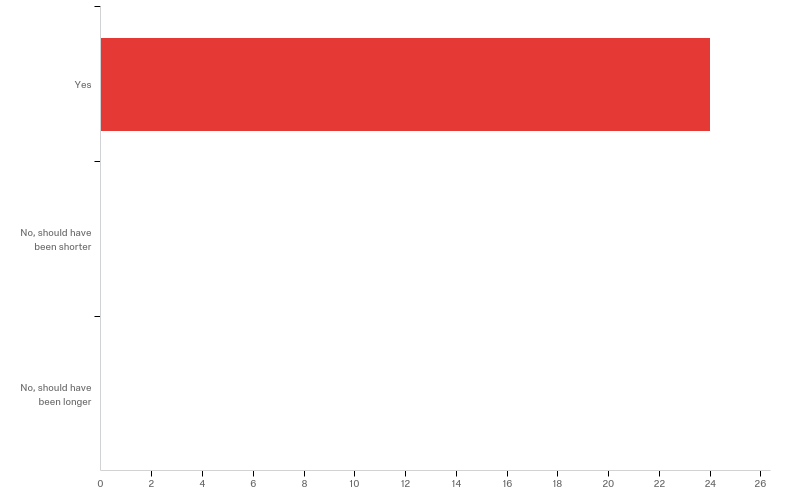 Yes
No, should have
been shorter
No, should have
been longer
0 2 4 6 8 10 12 14 16 18 20 22 24 26